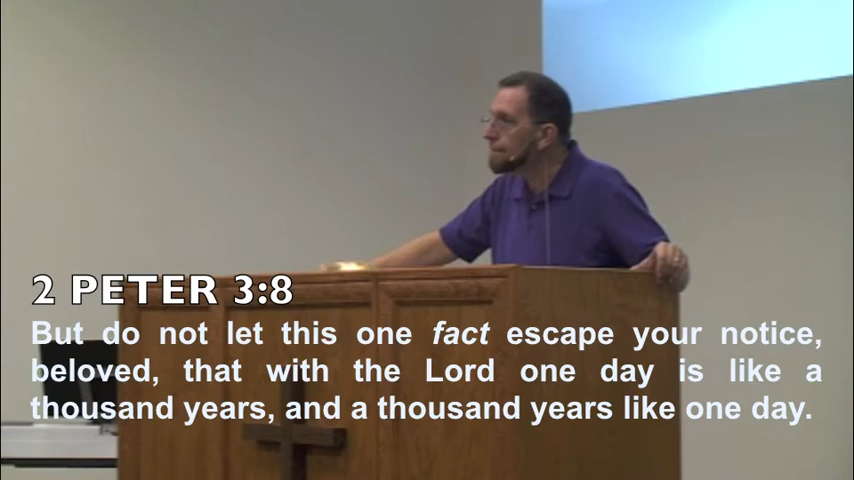 2 PETER 3:8
But do not let this one fact escape your notice,
beloved, that with the Lord one day is like a
thousand years, and a thousand years like one day.